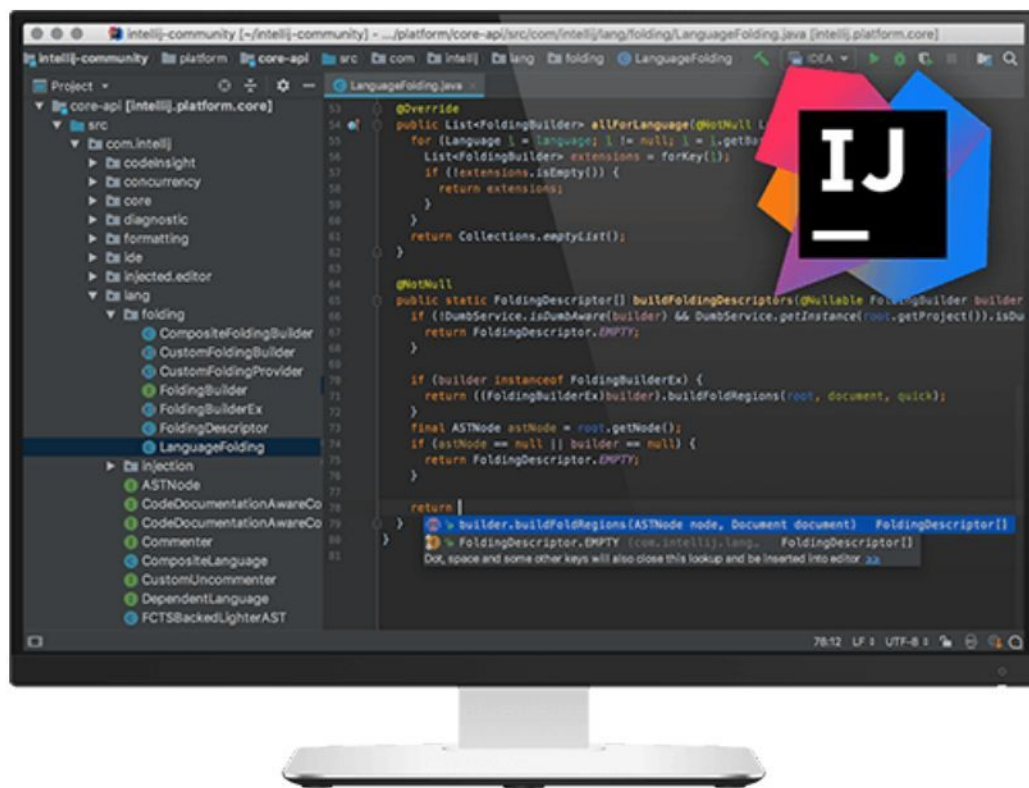 intellij-community [~/intellij-community] - .../platform/core-api/src/com/intellij/lang/folding/LanguageFolding.java [intellij.platform.core]
intellij-community platform core-api src com intellij lang folding LanguageFolding IDEA
Project
LanguageFolding.java
core-api [intellij.platform.core]
src
com.intellij
codeInsight
concurrency
core
diagnostic
formatting
ide
injected.editor
lang
folding
CompositeFoldingBuilder
CustomFoldingBuilder
CustomFoldingProvider
FoldingBuilder
FoldingBuilderEx
FoldingDescriptor
LanguageFolding
injection
ASTNode
CodeDocumentationAwareCo
CodeDocumentationAwareCo
Commenter
CompositeLanguage
CustomUncommenter
DependentLanguage
FCTSBackedLighterAST
53 @Override
54 public List<FoldingBuilder> allForLanguage(@NotNull L
55 for (Language l = language; l != null; l = l.getBa
56 List<FoldingBuilder> extensions = forKey(l);
57 if (!extensions.isEmpty()) {
58 return extensions;
59 }
60 }
61 return Collections.emptyList();
62 }
63
64 @NotNull
65 public static FoldingDescriptor[] buildFoldingDescriptors(@Nullable FoldingBuilder builder
66 if (!DumbService.isDumbAware(builder) && DumbService.getInstance(root.getProject()).isDu
67 return FoldingDescriptor.EMPTY;
68 }
69
70 if (builder instanceof FoldingBuilderEx) {
71 return ((FoldingBuilderEx)builder).buildFoldRegions(root, document, quick);
72 }
73 final ASTNode astNode = root.getNode();
74 if (astNode == null || builder == null) {
75 return FoldingDescriptor.EMPTY;
76 }
77
78 return
79 }
80 }
81
builder.buildFoldRegions(ASTNode node, Document document) FoldingDescriptor[]
FoldingDescriptor.EMPTY (com.intellij.lang... FoldingDescriptor[]
Dot, space and some other keys will also close this lookup and be inserted into editor >>
IJ
78:12 LF UTF-8